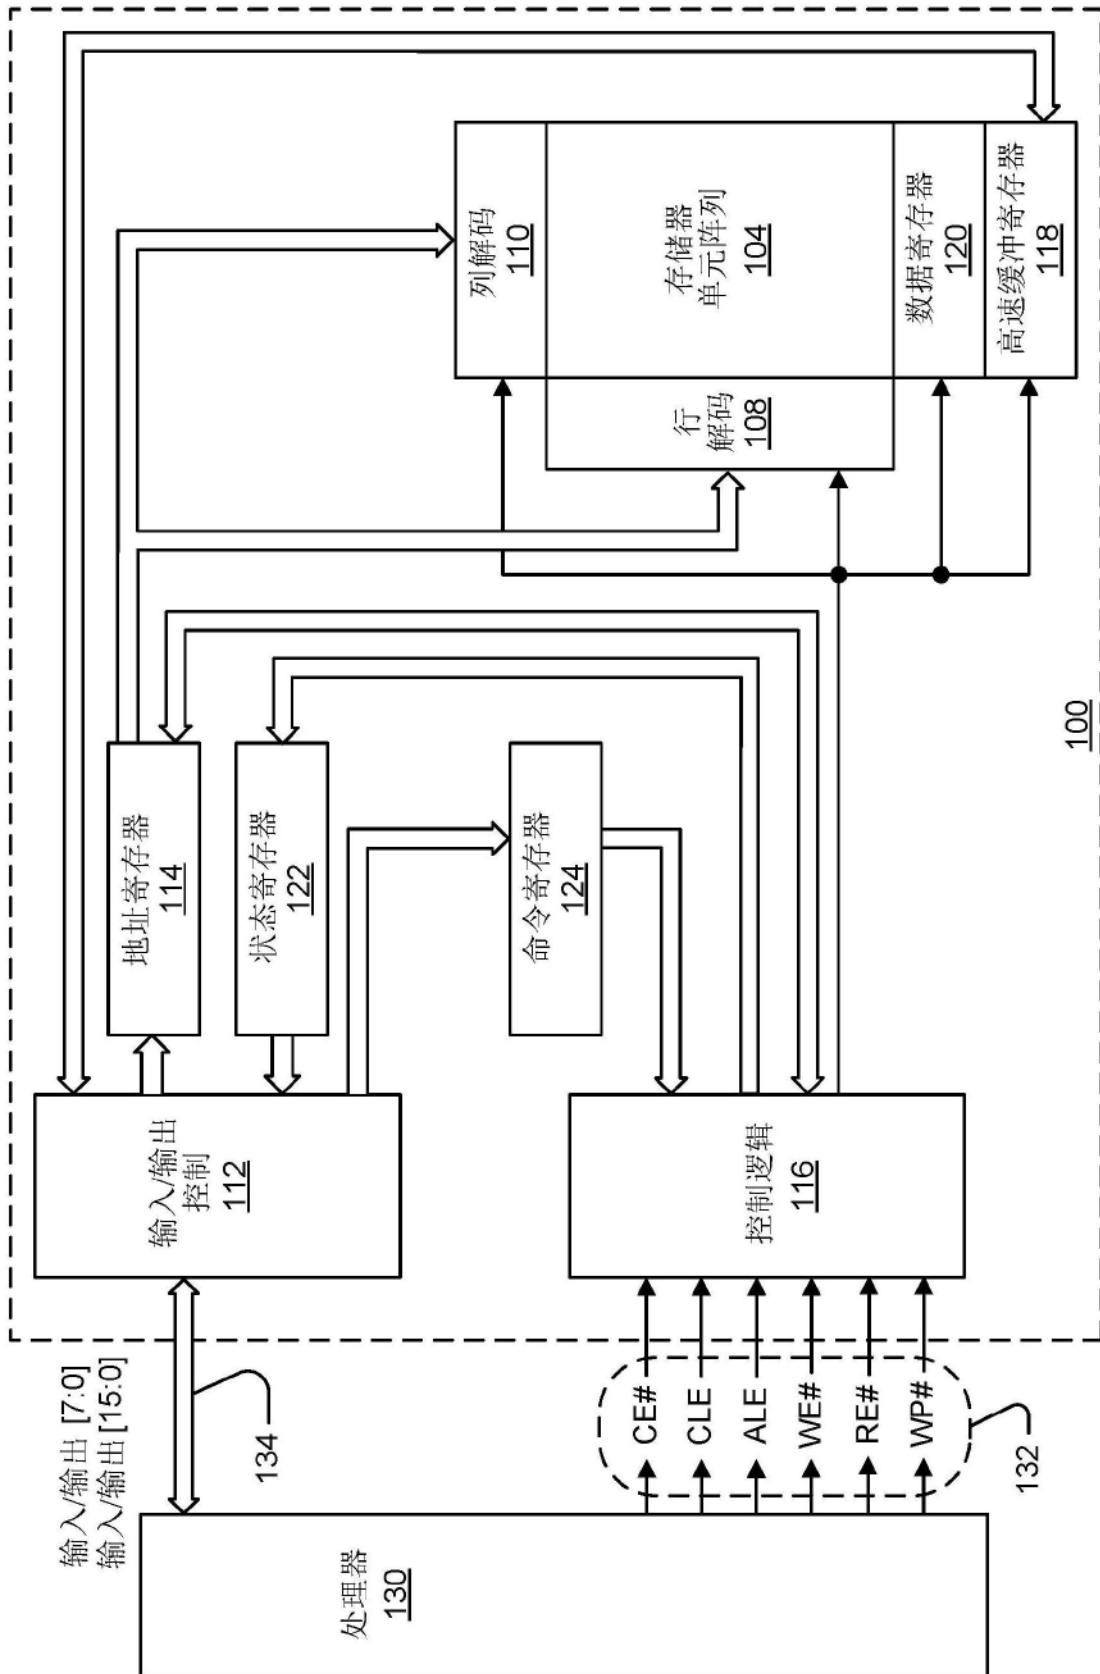 处理器
130
输入/输出 [7:0]
输入/输出 [15:0]
134
CE#
CLE
ALE
WE#
RE#
WP#
132
输入/输出
控制
112
控制逻辑
116
地址寄存器
114
状态寄存器
122
命令寄存器
124
列解码
110
存储器
单元阵列
104
行
解码
108
数据寄存器
120
高速缓冲寄存器
118
100